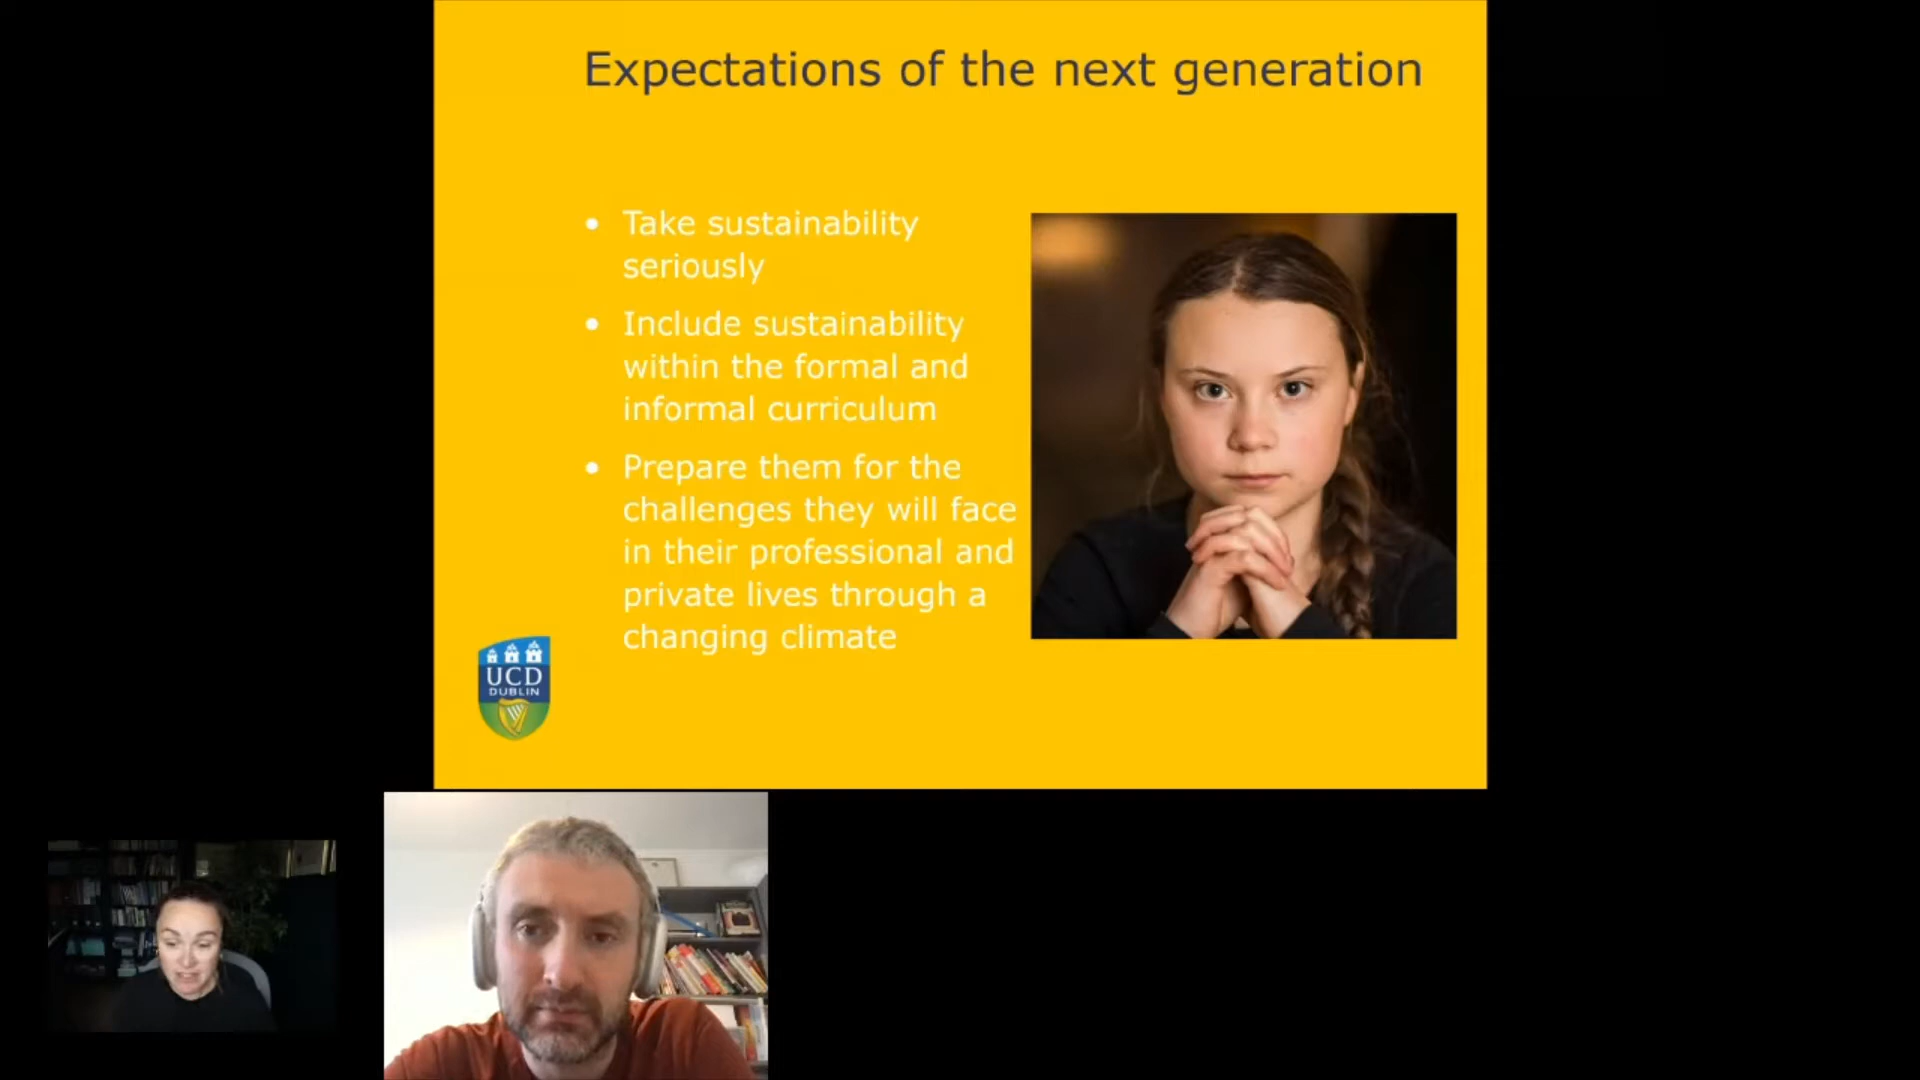 Expectations of the next generation
• Take sustainability
seriously
• Include sustainability
within the formal and
informal curriculum
• Prepare them for the
challenges they will face
in their professional and
private lives through a
changing climate
UCD
DUBLIN